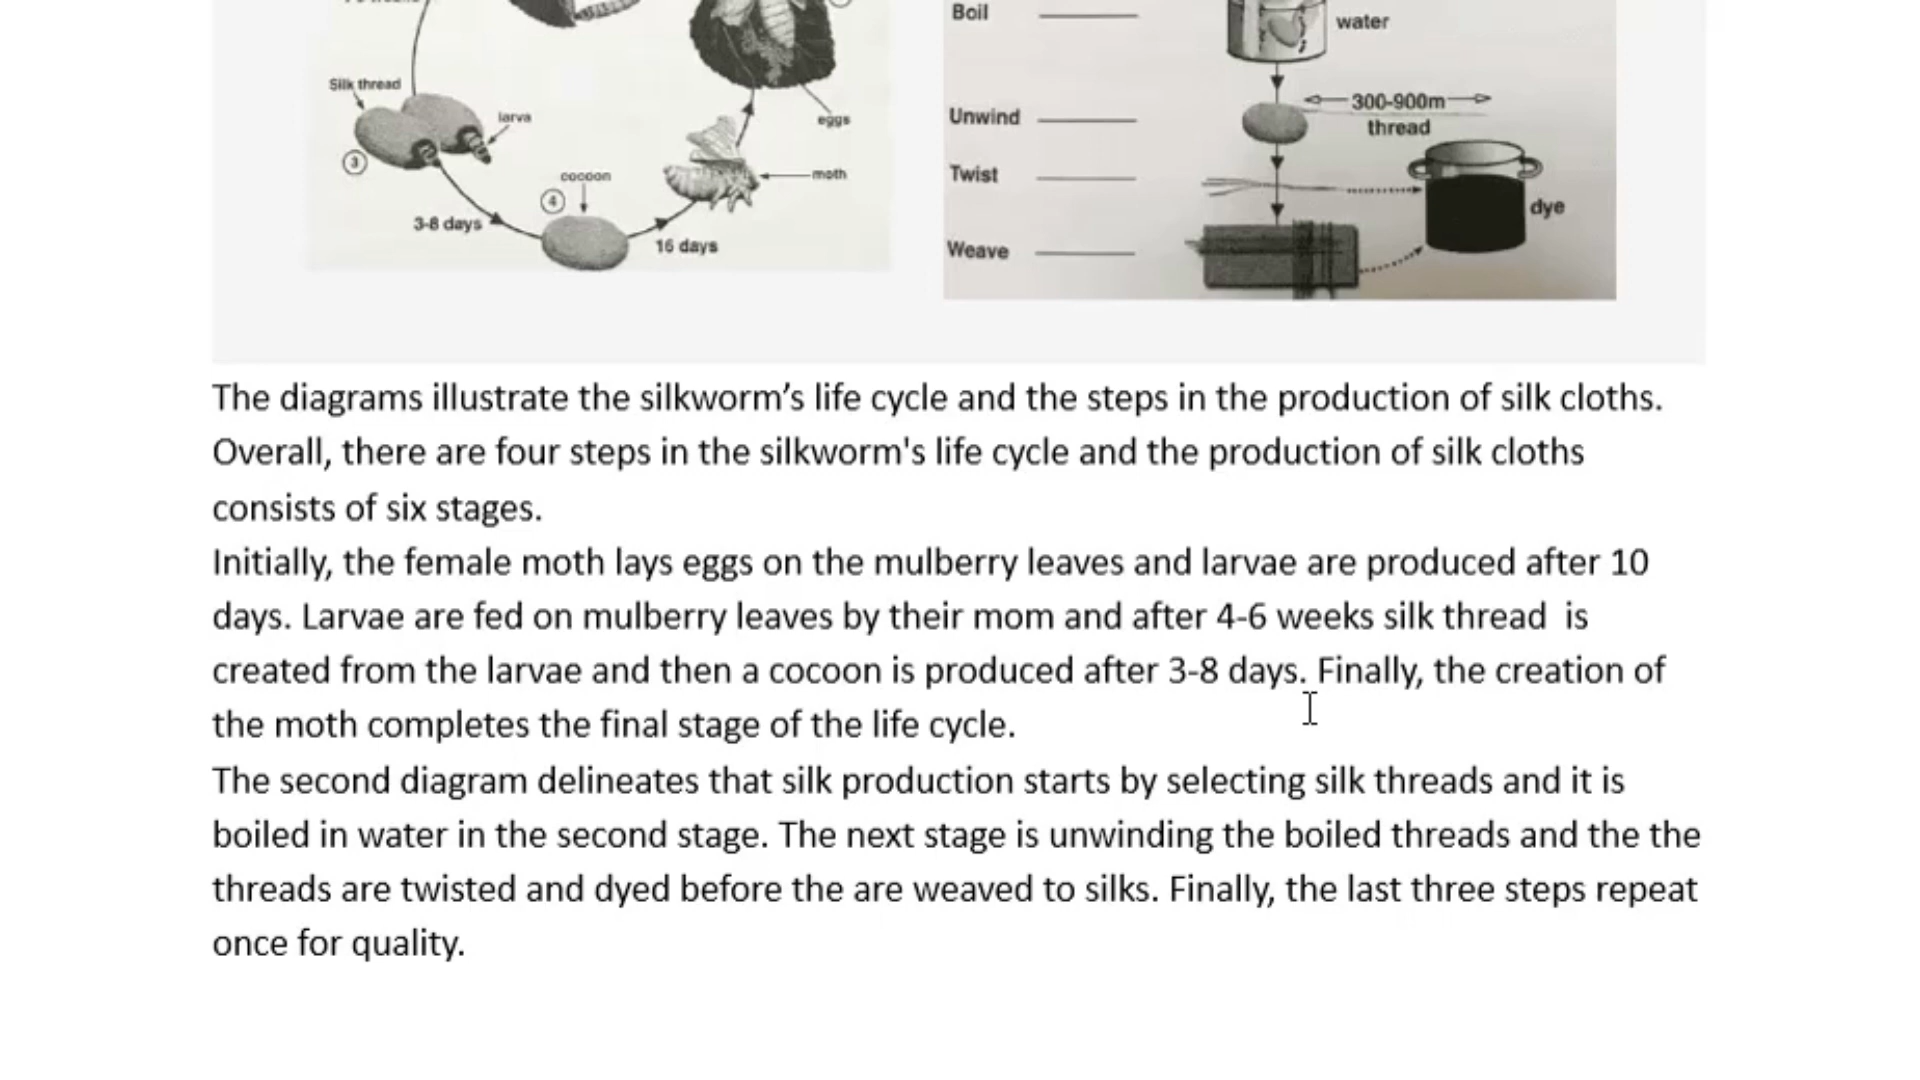 Silk thread
larva
3
cocoon
4
3-8 days
16 days
eggs
moth
Boil
water
Unwind
300-900m
thread
Twist
dye
Weave
The diagrams illustrate the silkworm’s life cycle and the steps in the production of silk cloths.
Overall, there are four steps in the silkworm's life cycle and the production of silk cloths
consists of six stages.
Initially, the female moth lays eggs on the mulberry leaves and larvae are produced after 10
days. Larvae are fed on mulberry leaves by their mom and after 4-6 weeks silk thread  is
created from the larvae and then a cocoon is produced after 3-8 days. Finally, the creation of
the moth completes the final stage of the life cycle.
The second diagram delineates that silk production starts by selecting silk threads and it is
boiled in water in the second stage. The next stage is unwinding the boiled threads and the the
threads are twisted and dyed before the are weaved to silks. Finally, the last three steps repeat
once for quality.